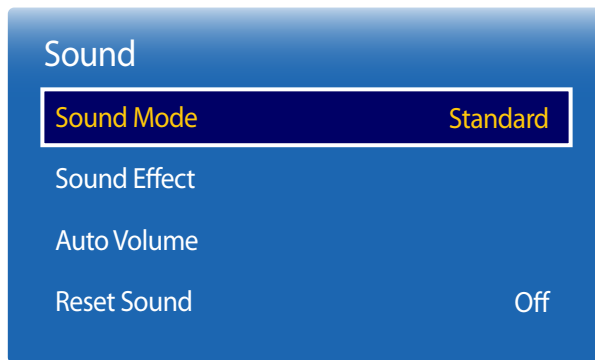 Sound
Sound Mode Standard
Sound Effect
Auto Volume
Reset Sound Off